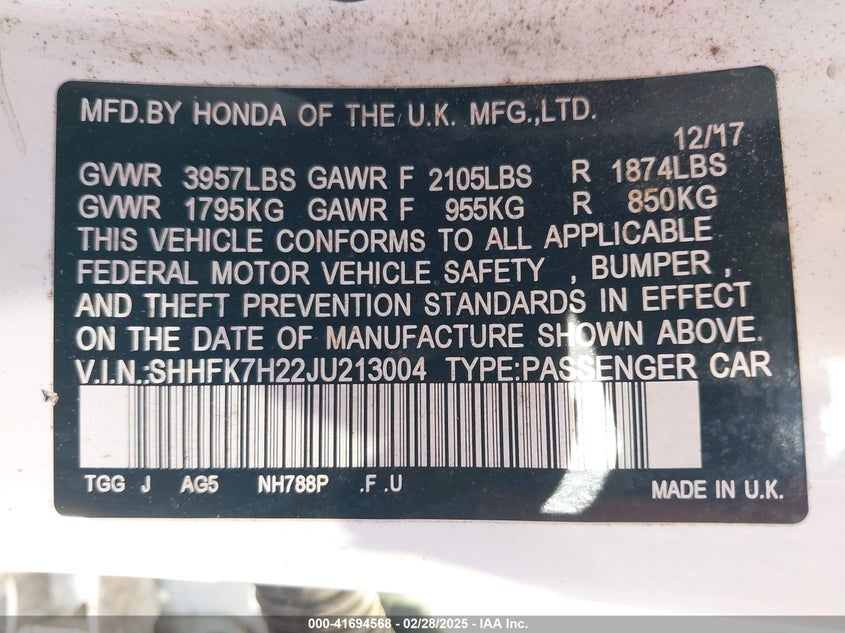 MFD.BY HONDA OF THE U.K. MFG.,LTD.
12/17
GVWR 3957LBS GAWR F 2105LBS R 1874LBS
GVWR 1795KG GAWR F 955KG R 850KG
THIS VEHICLE CONFORMS TO ALL APPLICABLE
FEDERAL MOTOR VEHICLE SAFETY , BUMPER ,
AND THEFT PREVENTION STANDARDS IN EFFECT
ON THE DATE OF MANUFACTURE SHOWN ABOVE.
V.I.N.:SHHFK7H22JU213004 TYPE:PASSENGER CAR
TGG J AG5 NH788P .F .U MADE IN U.K.
000-41694568 / 02/28/2025 - IAA Inc.